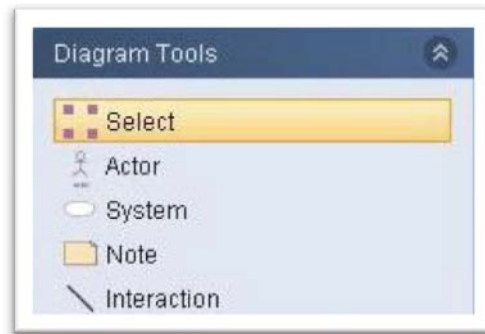 Diagram Tools
Select
Actor
System
Note
Interaction